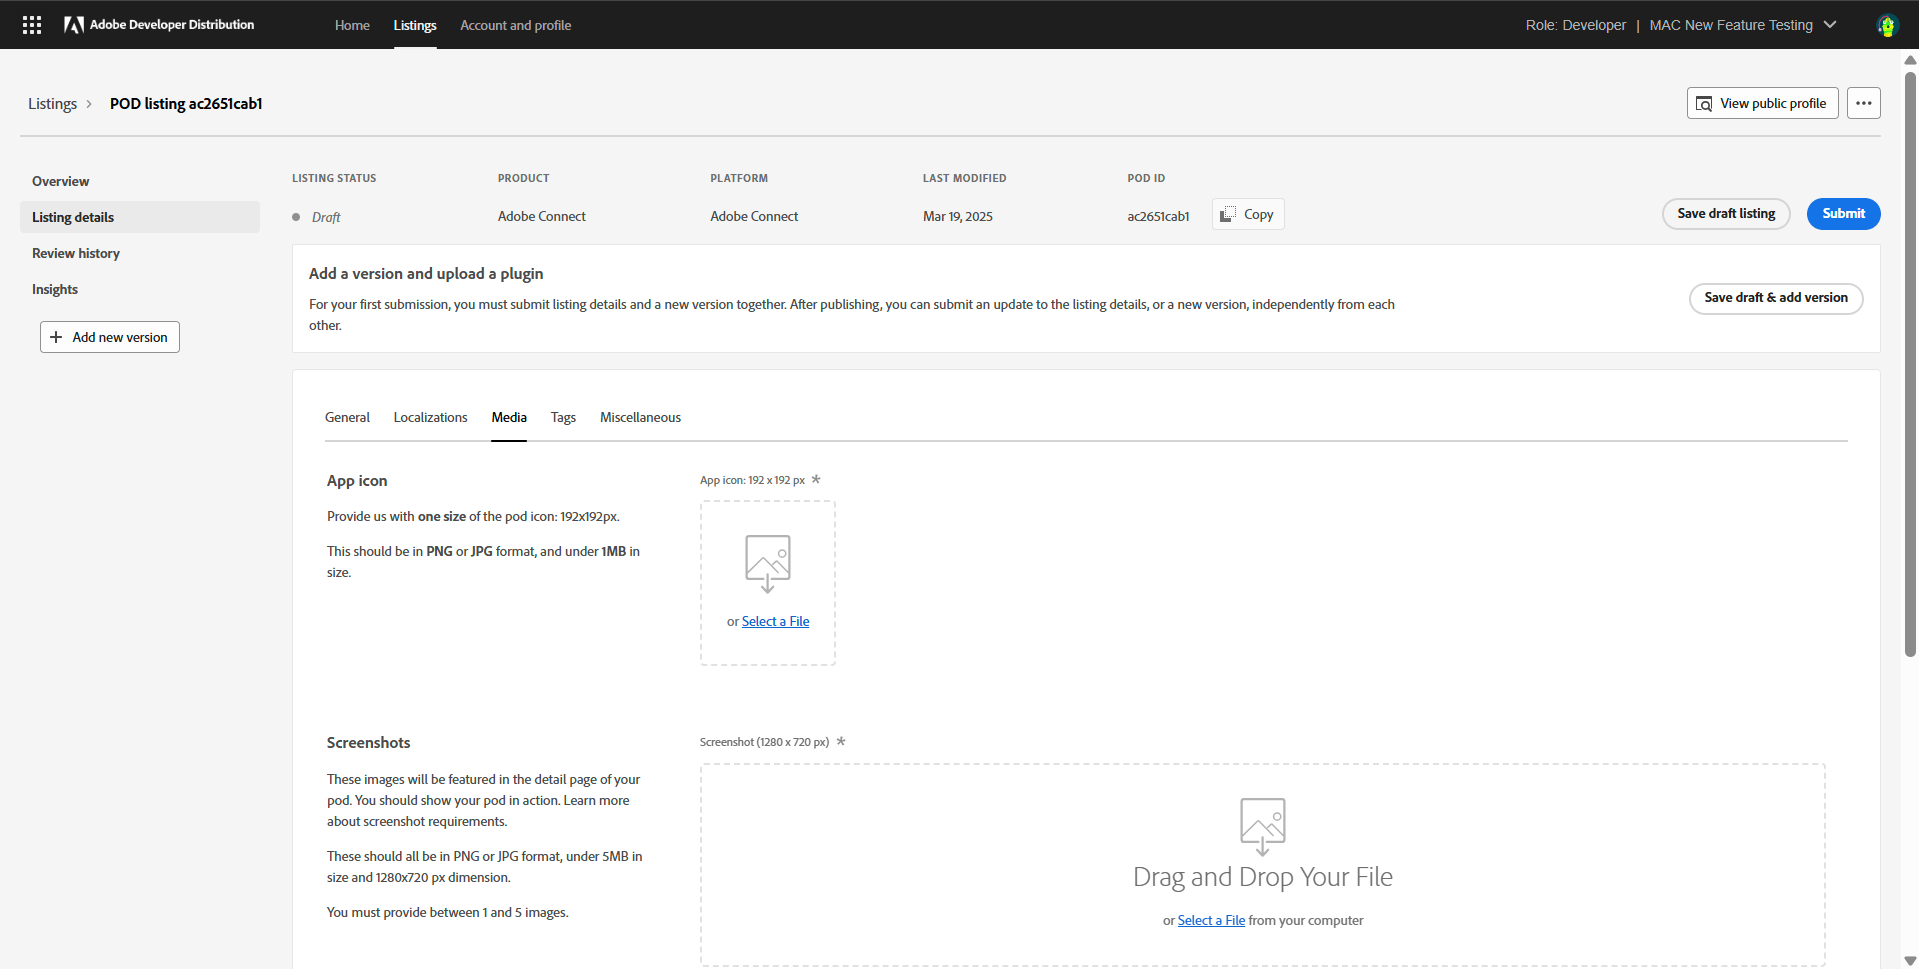 Adobe Developer Distribution
Home
Listings
Account and profile
Role: Developer | MAC New Feature Testing
Listings
POD listing ac2651cab1
View public profile
Overview
Listing details
Review history
Insights
Add new version
LISTING STATUS
Draft
PRODUCT
Adobe Connect
PLATFORM
Adobe Connect
LAST MODIFIED
Mar 19, 2025
POD ID
ac2651cab1
Copy
Save draft listing
Submit
Add a version and upload a plugin
For your first submission, you must submit listing details and a new version together. After publishing, you can submit an update to the listing details, or a new version, independently from each
other.
Save draft & add version
General
Localizations
Media
Tags
Miscellaneous
App icon
Provide us with one size of the pod icon: 192x192px.
This should be in PNG or JPG format, and under 1MB in
size.
App icon: 192 x 192 px *
or Select a File
Screenshots
These images will be featured in the detail page of your
pod. You should show your pod in action. Learn more
about screenshot requirements.
These should all be in PNG or JPG format, under 5MB in
size and 1280x720 px dimension.
You must provide between 1 and 5 images.
Screenshot (1280 x 720 px) *
Drag and Drop Your File
or Select a File from your computer